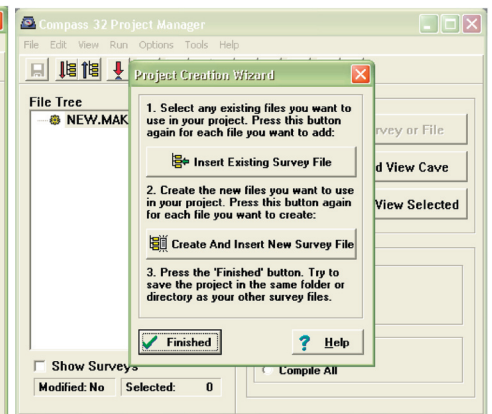 Compass 32 Project Manager
File Edit View Run Options Tools Help
Project Creation Wizard
File Tree
NEW.MAK
1. Select any existing files you want to
use in your project. Press this button
again for each file you want to add:
Insert Existing Survey File
2. Create the new files you want to use
in your project. Press this button again
for each file you want to create:
Create And Insert New Survey File
3. Press the 'Finished' button. Try to
save the project in the same folder or
directory as your other survey files.
Finished
Help
rvey or File
d View Cave
View Selected
Show Surveys
Compile All
Modified: No Selected: 0